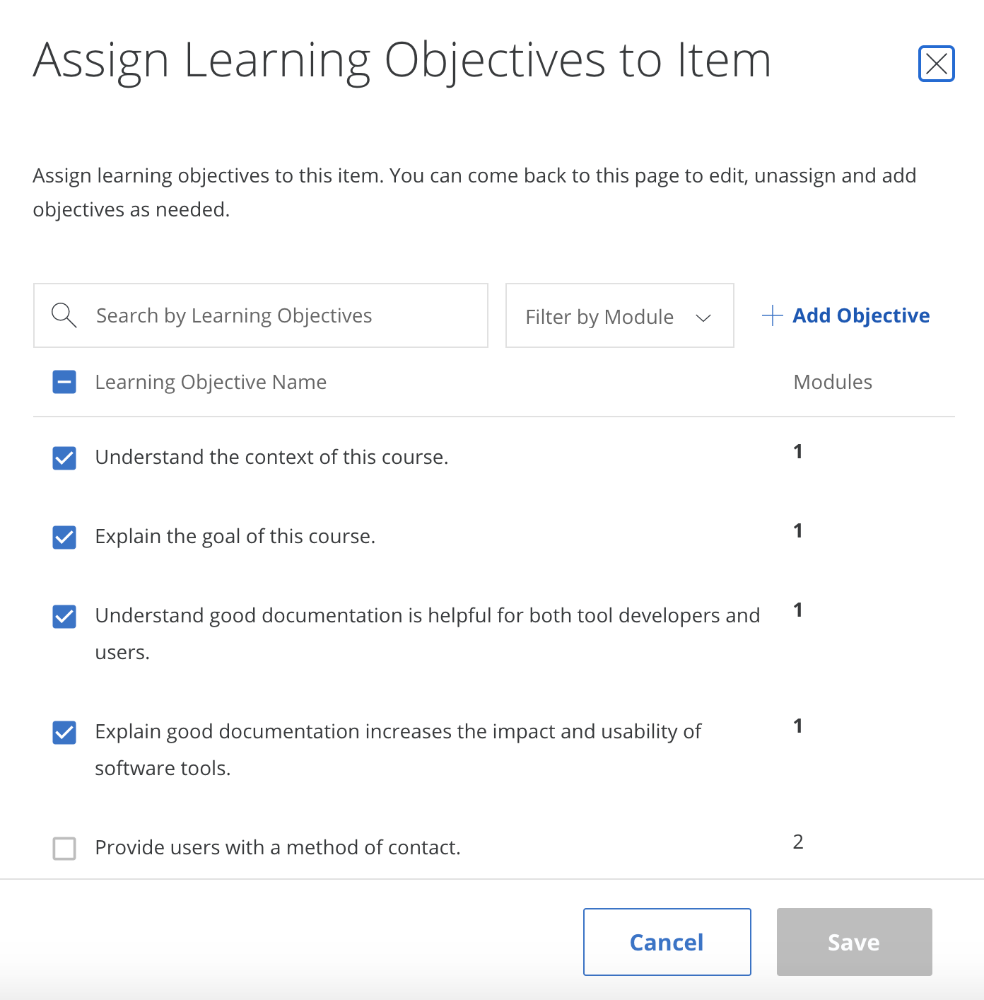 Assign Learning Objectives to Item
Assign learning objectives to this item. You can come back to this page to edit, unassign and add
objectives as needed.
Search by Learning Objectives
Filter by Module
Add Objective
Learning Objective Name
Modules
Understand the context of this course.
1
Explain the goal of this course.
1
Understand good documentation is helpful for both tool developers and
users.
1
Explain good documentation increases the impact and usability of
software tools.
1
Provide users with a method of contact.
2
Cancel
Save